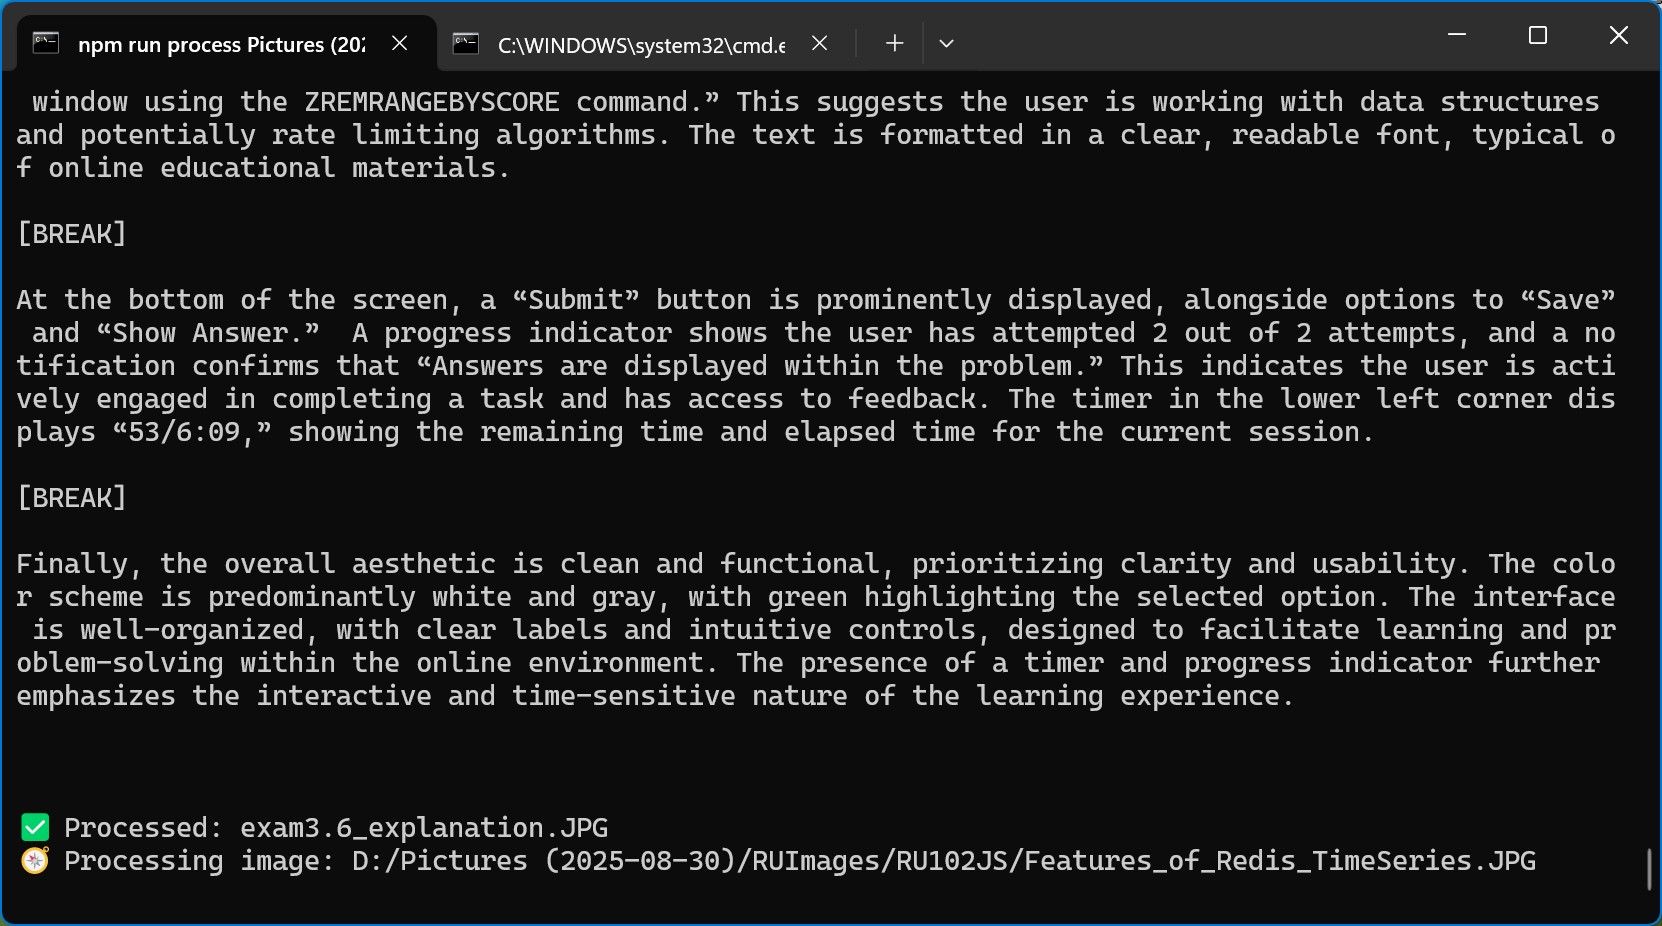 npm run process Pictures (202
C:\WINDOWS\system32\cmd.e
window using the ZREMRANGEBYSCORE command.” This suggests the user is working with data structures
and potentially rate limiting algorithms. The text is formatted in a clear, readable font, typical o
f online educational materials.
[BREAK]
At the bottom of the screen, a “Submit” button is prominently displayed, alongside options to “Save”
and “Show Answer.”  A progress indicator shows the user has attempted 2 out of 2 attempts, and a no
tification confirms that “Answers are displayed within the problem.” This indicates the user is acti
vely engaged in completing a task and has access to feedback. The timer in the lower left corner dis
plays “53/6:09,” showing the remaining time and elapsed time for the current session.
[BREAK]
Finally, the overall aesthetic is clean and functional, prioritizing clarity and usability. The colo
r scheme is predominantly white and gray, with green highlighting the selected option. The interface
is well-organized, with clear labels and intuitive controls, designed to facilitate learning and pr
oblem-solving within the online environment. The presence of a timer and progress indicator further
emphasizes the interactive and time-sensitive nature of the learning experience.
✅ Processed: exam3.6_explanation.JPG
🧭 Processing image: D:/Pictures (2025-08-30)/RUImages/RU102JS/Features_of_Redis_TimeSeries.JPG